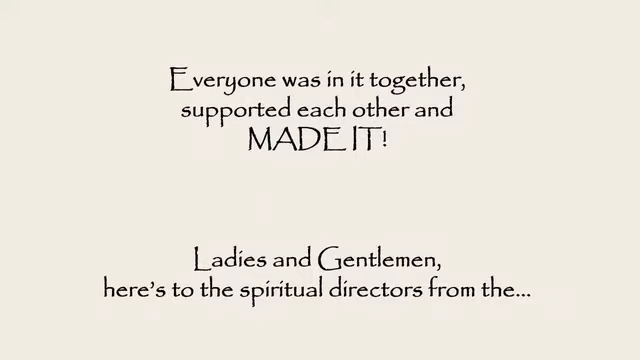 Everyone was in it together,
supported each other and
MADE IT!
Ladies and Gentlemen,
here's to the spiritual directors from the...